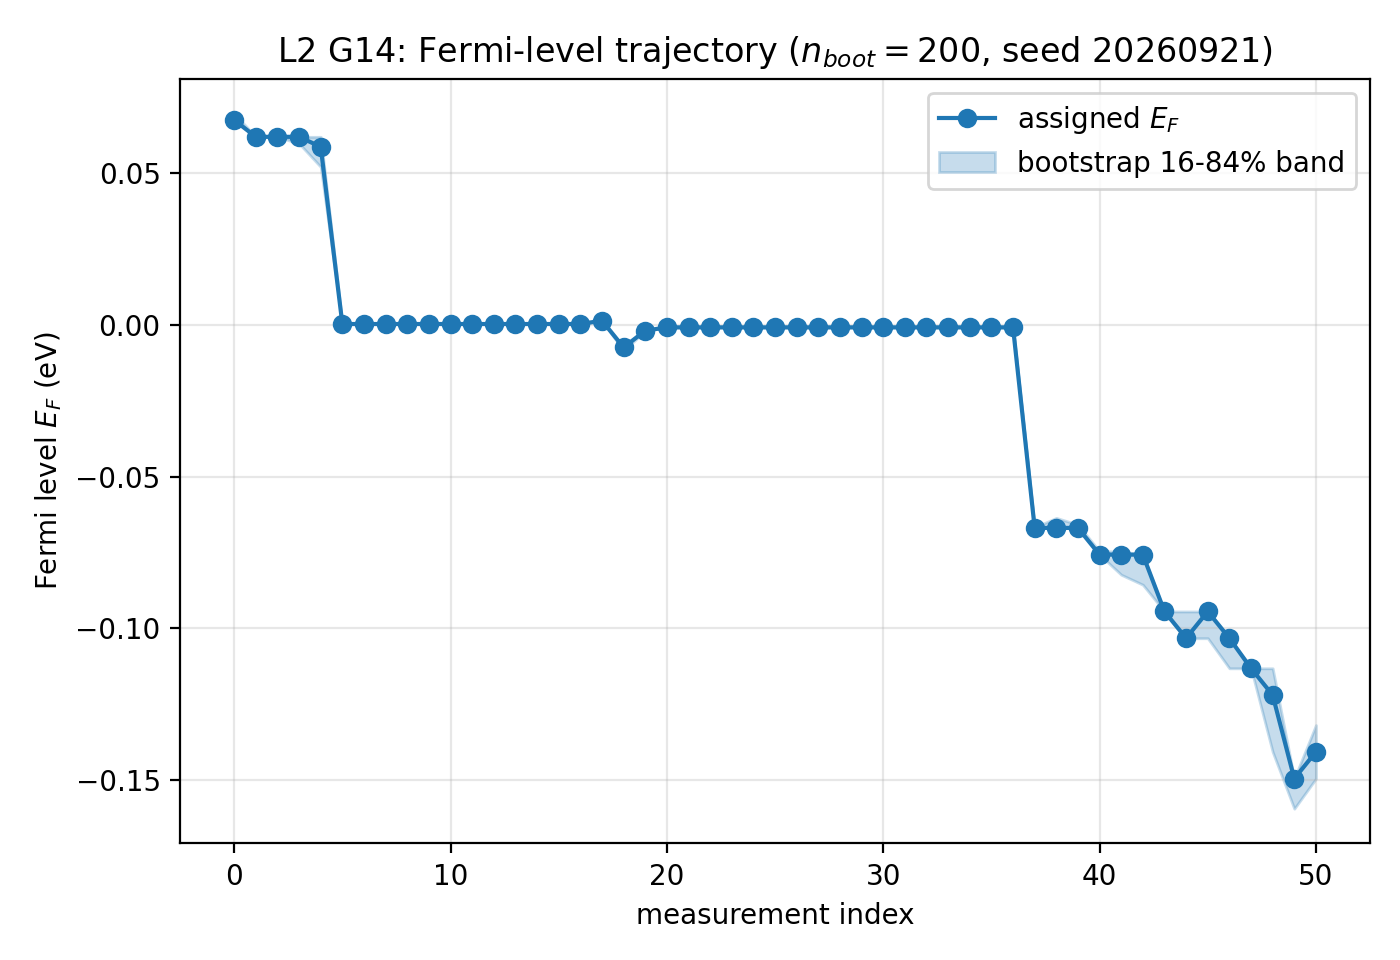 L2 G14: Fermi-level trajectory (n_boot = 200, seed 20260921)
assigned E_F
bootstrap 16-84% band
Fermi level E_F (eV)
0.05
0.00
−0.05
−0.10
−0.15
0 10 20 30 40 50
measurement index